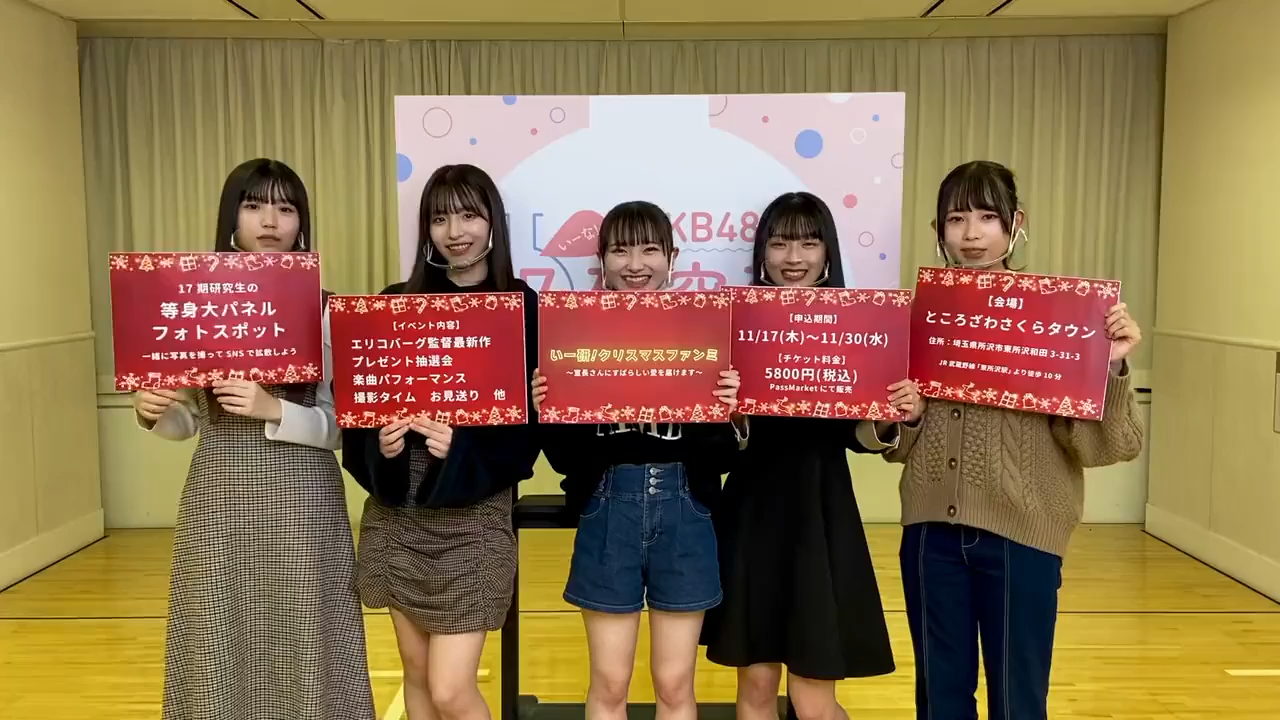 17期研究生の
等身大パネル
フォトスポット
一緒に写真を撮ってSNSで拡散しよう
【イベント内容】
エリコバーグ監督最新作
プレゼント抽選会
楽曲パフォーマンス
撮影タイム お見送り 他
い一研!クリスマスファンミ
〜室長さんにすばらしい愛を届けます〜
【申込期間】
11/17(木)〜11/30(水)
【チケット料金】
5800円(税込)
PassMarketにて販売
【会場】
ところざわさくらタウン
住所：埼玉県所沢市東所沢和田 3-31-3
JR武蔵野線「東所沢駅」より徒歩10分
いーな!
KB48